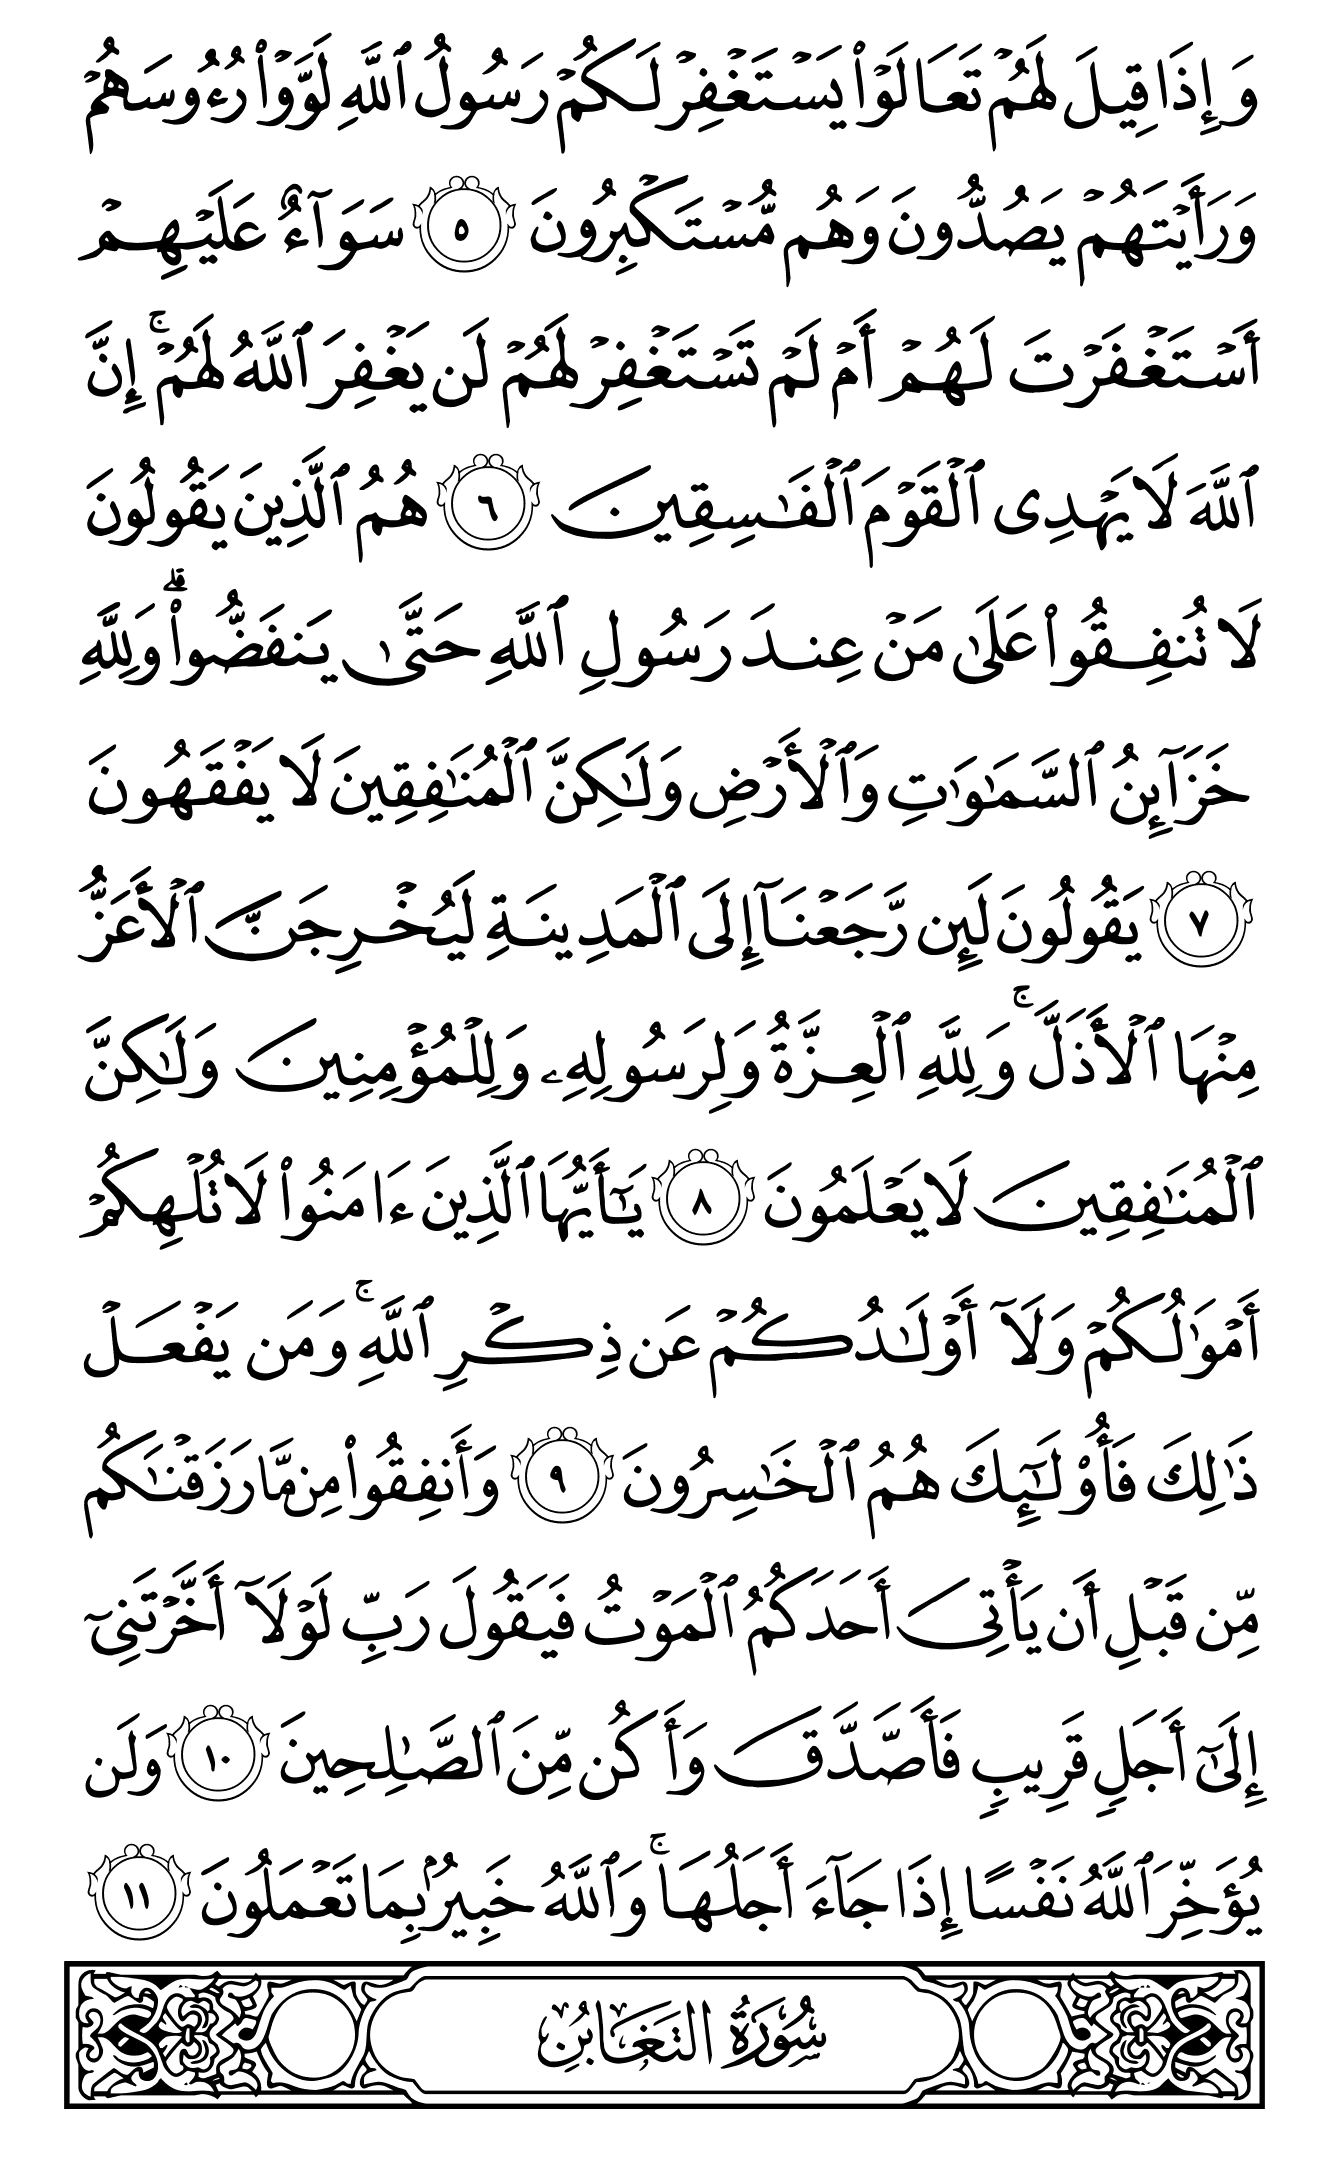 وَإِذَا قِيلَ لَهُمۡ تَعَالَوۡاْ يَسۡتَغۡفِرۡ لَكُمۡ رَسُولُ ٱللَّهِ لَوَّوۡاْ رُءُوسَهُمۡ
وَرَأَيۡتَهُمۡ يَصُدُّونَ وَهُم مُّسۡتَكۡبِرُونَ ٥ سَوَآءٌ عَلَيۡهِمۡ
أَسۡتَغۡفَرۡتَ لَهُمۡ أَمۡ لَمۡ تَسۡتَغۡفِرۡ لَهُمۡ لَن يَغۡفِرَ ٱللَّهُ لَهُمۡۚ إِنَّ
ٱللَّهَ لَا يَهۡدِى ٱلۡقَوۡمَ ٱلۡفَٰسِقِينَ ٦ هُمُ ٱلَّذِينَ يَقُولُونَ
لَا تُنفِقُواْ عَلَىٰ مَنۡ عِندَ رَسُولِ ٱللَّهِ حَتَّىٰ يَنفَضُّواْۗ وَلِلَّهِ
خَزَآئِنُ ٱلسَّمَٰوَٰتِ وَٱلۡأَرۡضِ وَلَٰكِنَّ ٱلۡمُنَٰفِقِينَ لَا يَفۡقَهُونَ
٧ يَقُولُونَ لَئِن رَّجَعۡنَآ إِلَى ٱلۡمَدِينَةِ لَيُخۡرِجَنَّ ٱلۡأَعَزُّ
مِنۡهَا ٱلۡأَذَلَّۚ وَلِلَّهِ ٱلۡعِزَّةُ وَلِرَسُولِهِۦ وَلِلۡمُؤۡمِنِينَ وَلَٰكِنَّ
ٱلۡمُنَٰفِقِينَ لَا يَعۡلَمُونَ ٨ يَٰٓأَيُّهَا ٱلَّذِينَ ءَامَنُواْ لَا تُلۡهِكُمۡ
أَمۡوَٰلُكُمۡ وَلَآ أَوۡلَٰدُكُمۡ عَن ذِكۡرِ ٱللَّهِۚ وَمَن يَفۡعَلۡ
ذَٰلِكَ فَأُوْلَٰٓئِكَ هُمُ ٱلۡخَٰسِرُونَ ٩ وَأَنفِقُواْ مِن مَّا رَزَقۡنَٰكُم
مِّن قَبۡلِ أَن يَأۡتِىَ أَحَدَكُمُ ٱلۡمَوۡتُ فَيَقُولَ رَبِّ لَوۡلَآ أَخَّرۡتَنِىٓ
إِلَىٰٓ أَجَلٍ قَرِيبٍ فَأَصَّدَّقَ وَأَكُن مِّنَ ٱلصَّٰلِحِينَ ١٠ وَلَن
يُؤَخِّرَ ٱللَّهُ نَفۡسًا إِذَا جَآءَ أَجَلُهَاۚ وَٱللَّهُ خَبِيرُۢ بِمَا تَعۡمَلُونَ ١١
سُورَةُ التَّغَابُنِ